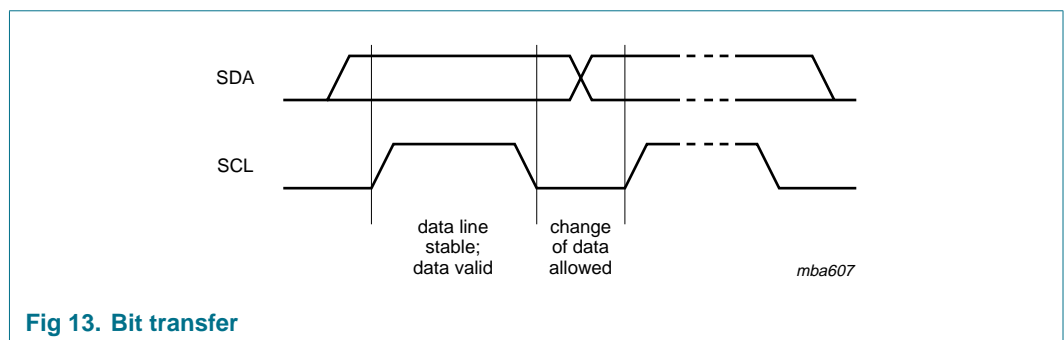 SDA
SCL
data line
stable;
data valid
change
of data
allowed
mba607
Fig 13. Bit transfer